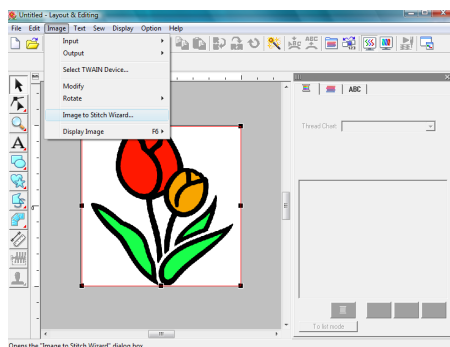 Untitled - Layout & Editing
File Edit Image Text Sew Display Option Help
Input
Output
Select TWAIN Device...
Modify
Rotate
Image to Stitch Wizard...
Display Image F6
ABC
ABC
Thread Chart:
A
0
To list mode
Opens the "Image to Stitch Wizard" dialog box.